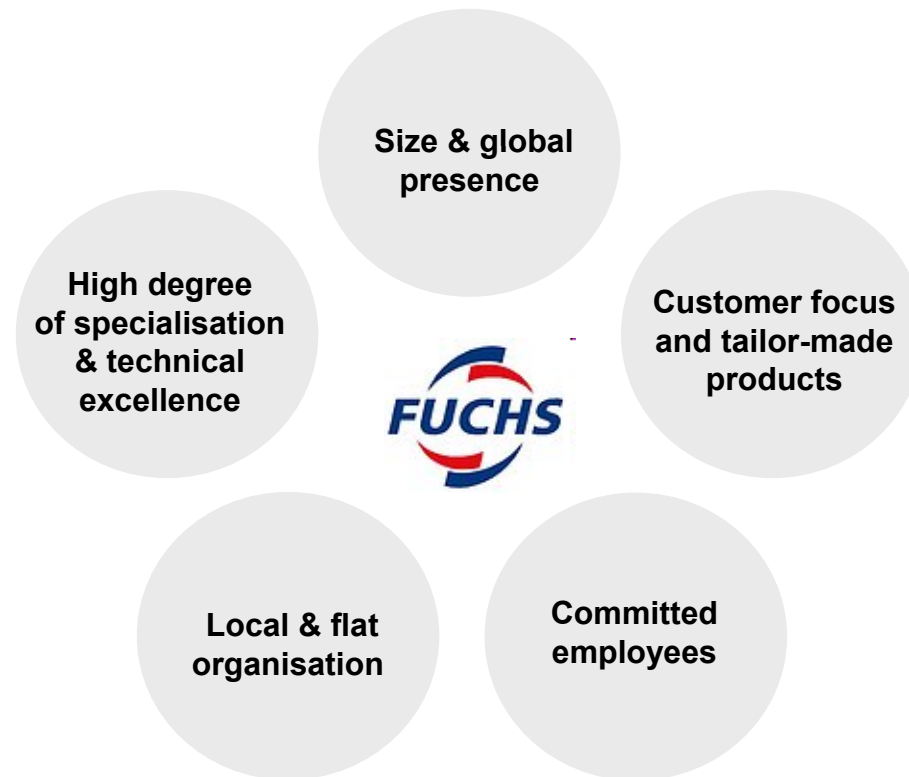 Size & global
presence
High degree
of specialisation
& technical
excellence
Customer focus
and tailor-made
products
FUCHS
Local & flat
organisation
Committed
employees